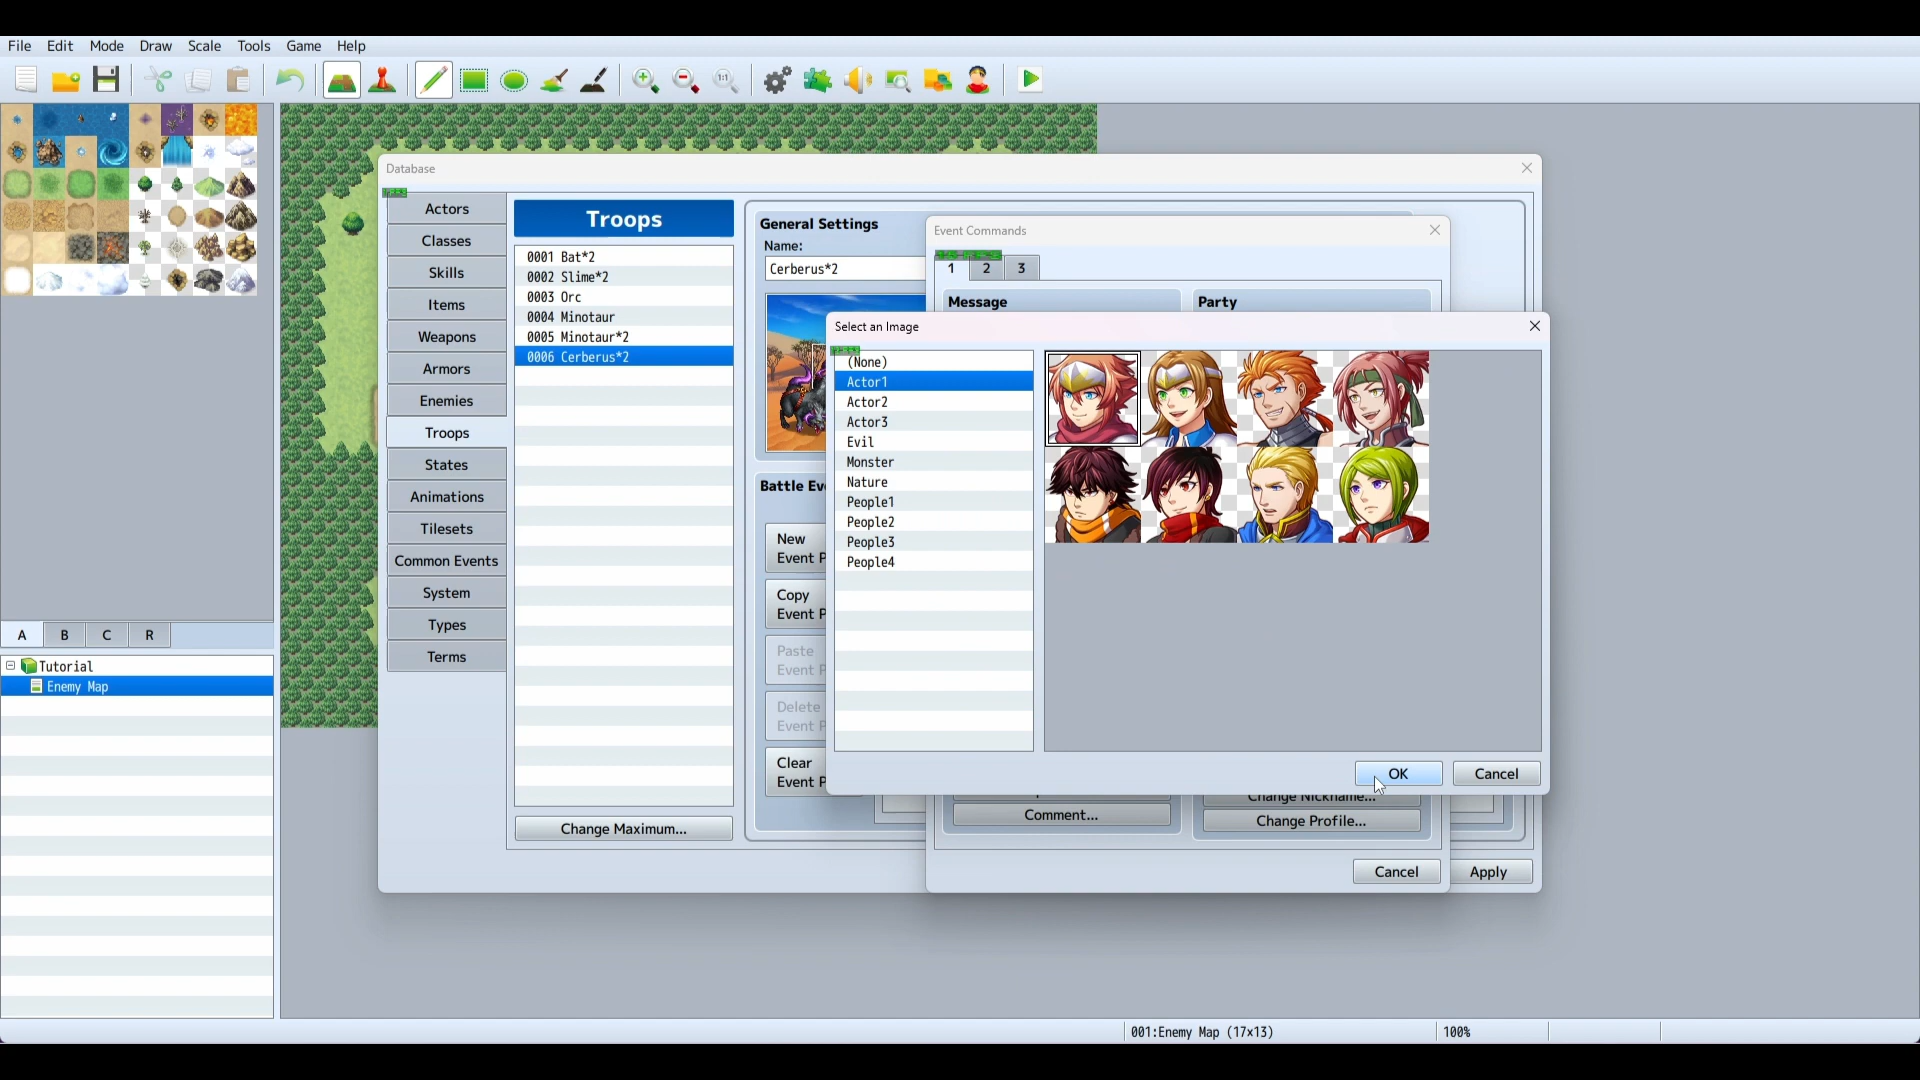 File Edit Mode Draw Scale Tools Game Help
1:1
Database
Actors
Classes
Skills
Items
Weapons
Armors
Enemies
Troops
States
Animations
Tilesets
Common Events
System
Types
Terms
Troops
0001 Bat*2
0002 Slime*2
0003 Orc
0004 Minotaur
0005 Minotaur*2
0006 Cerberus*2
Change Maximum...
General Settings
Name:
Cerberus*2
Battle Ev
New
Event P
Copy
Event P
Paste
Event P
Delete
Event P
Clear
Event P
Event Commands
1 2 3
Message
Party
Select an Image
(None)
Actor1
Actor2
Actor3
Evil
Monster
Nature
People1
People2
People3
People4
OK Cancel
Change Nickname...
Comment...
Change Profile...
Cancel
Apply
A B C R
Tutorial
Enemy Map
001:Enemy Map (17x13)
100%